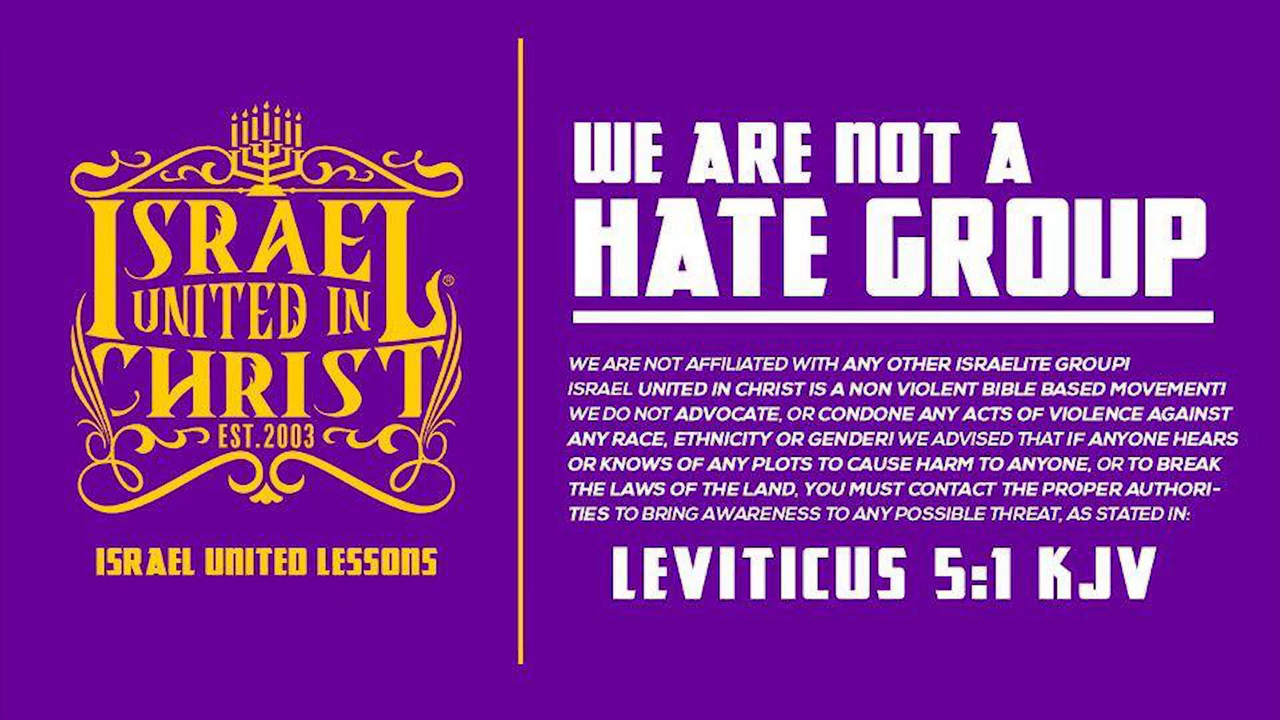 ISRAEL
UNITED IN
CHRIST
EST.2003
ISRAEL UNITED LESSONS
WE ARE NOT A
HATE GROUP
WE ARE NOT AFFILIATED WITH ANY OTHER ISRAELITE GROUP!
ISRAEL UNITED IN CHRIST IS A NON VIOLENT BIBLE BASED MOVEMENT!
WE DO NOT ADVOCATE, OR CONDONE ANY ACTS OF VIOLENCE AGAINST
ANY RACE, ETHNICITY OR GENDER! WE ADVISED THAT IF ANYONE HEARS
OR KNOWS OF ANY PLOTS TO CAUSE HARM TO ANYONE, OR TO BREAK
THE LAWS OF THE LAND, YOU MUST CONTACT THE PROPER AUTHORI-
TIES TO BRING AWARENESS TO ANY POSSIBLE THREAT, AS STATED IN:
LEVITICUS 5:1 KJV